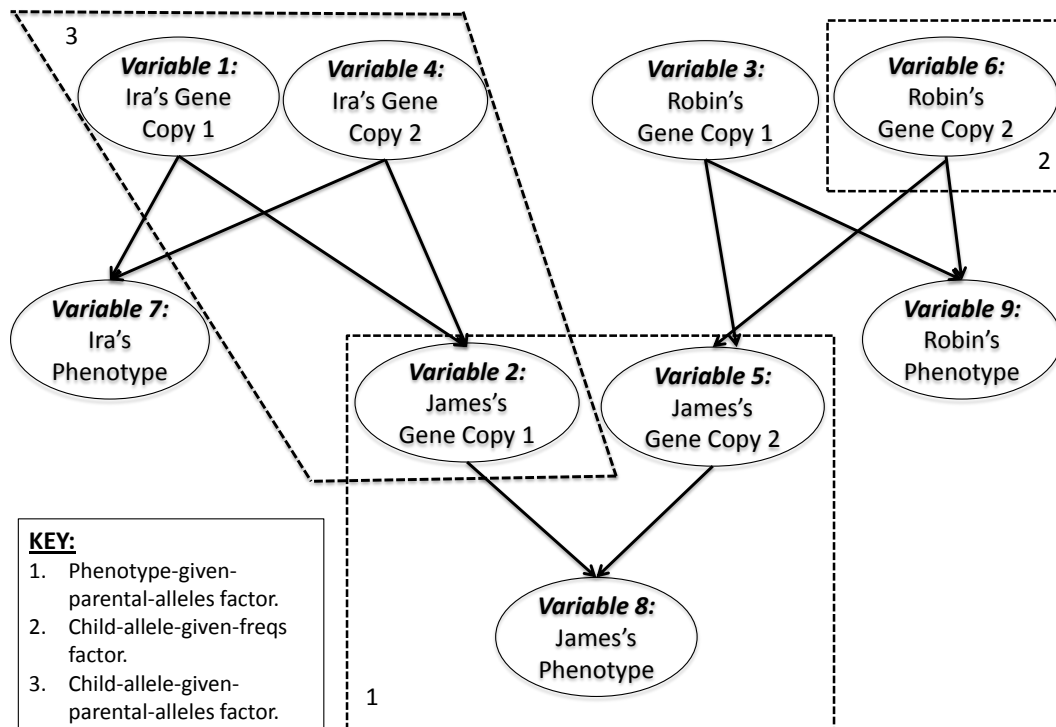 3
Variable 1:
Ira's Gene
Copy 1
Variable 4:
Ira's Gene
Copy 2
Variable 3:
Robin's
Gene Copy 1
Variable 6:
Robin's
Gene Copy 2
2
Variable 7:
Ira's
Phenotype
Variable 9:
Robin's
Phenotype
Variable 2:
James's
Gene Copy 1
Variable 5:
James's
Gene Copy 2
KEY:
1. Phenotype-given-
parental-alleles factor.
2. Child-allele-given-freqs
factor.
3. Child-allele-given-
parental-alleles factor.
Variable 8:
James's
Phenotype
1